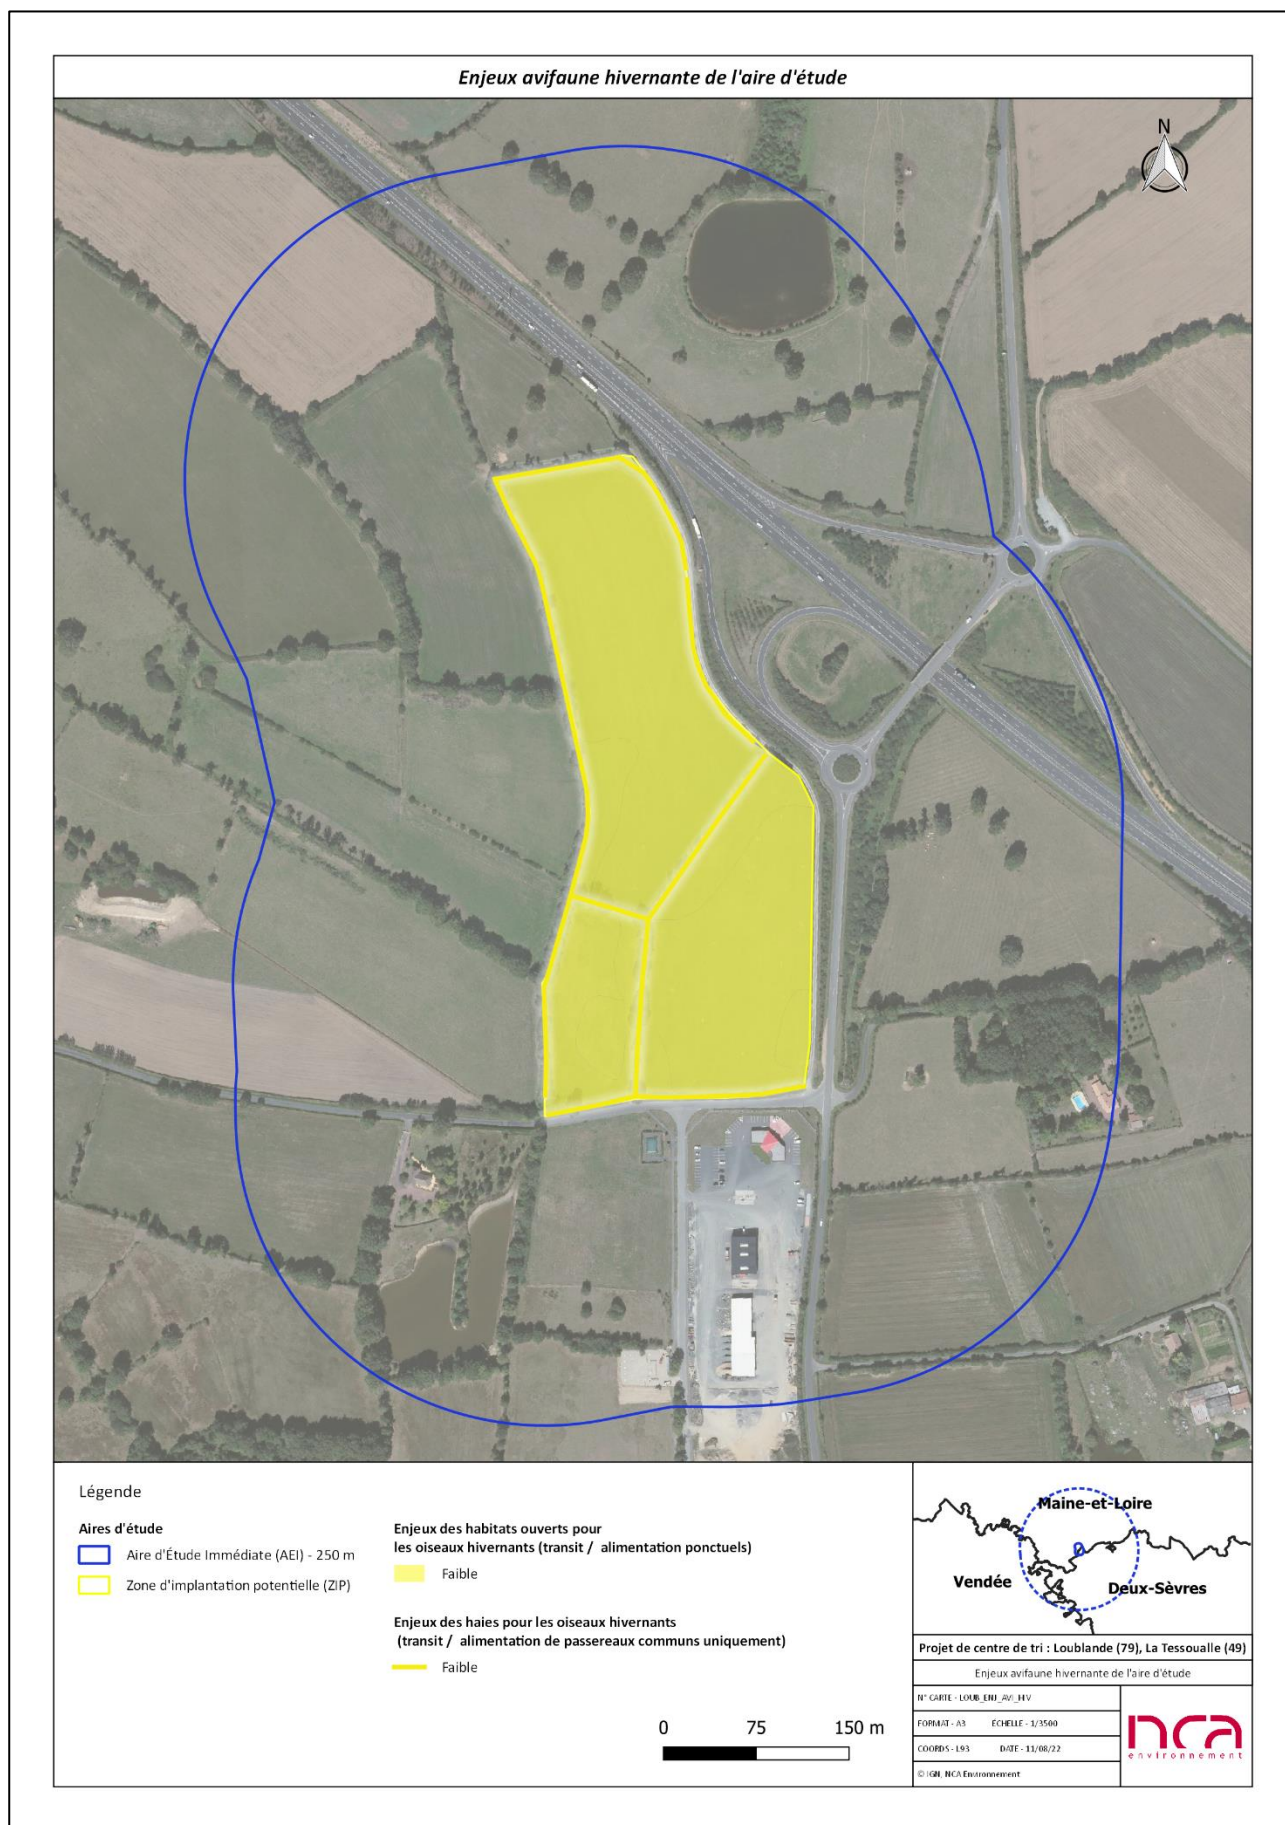 Enjeux avifaune hivernante de l'aire d'étude
N
Légende
Aires d'étude
Aire d'Étude Immédiate (AEI) - 250 m
Zone d'implantation potentielle (ZIP)
Enjeux des habitats ouverts pour
les oiseaux hivernants (transit / alimentation ponctuels)
Faible
Enjeux des haies pour les oiseaux hivernants
(transit / alimentation de passereaux communs uniquement)
Faible
0 75 150 m
Maine-et-Loire
Vendée
Deux-Sèvres
Projet de centre de tri : Loublande (79), La Tessoualle (49)
Enjeux avifaune hivernante de l'aire d'étude
N° CARTE - LOUB_ENJ_AVI_HIV
FORMAT - A3 ÉCHELLE - 1/3500
COORDS - L93 DATE - 11/08/22
© IGN, NCA Environnement
nca
environnement